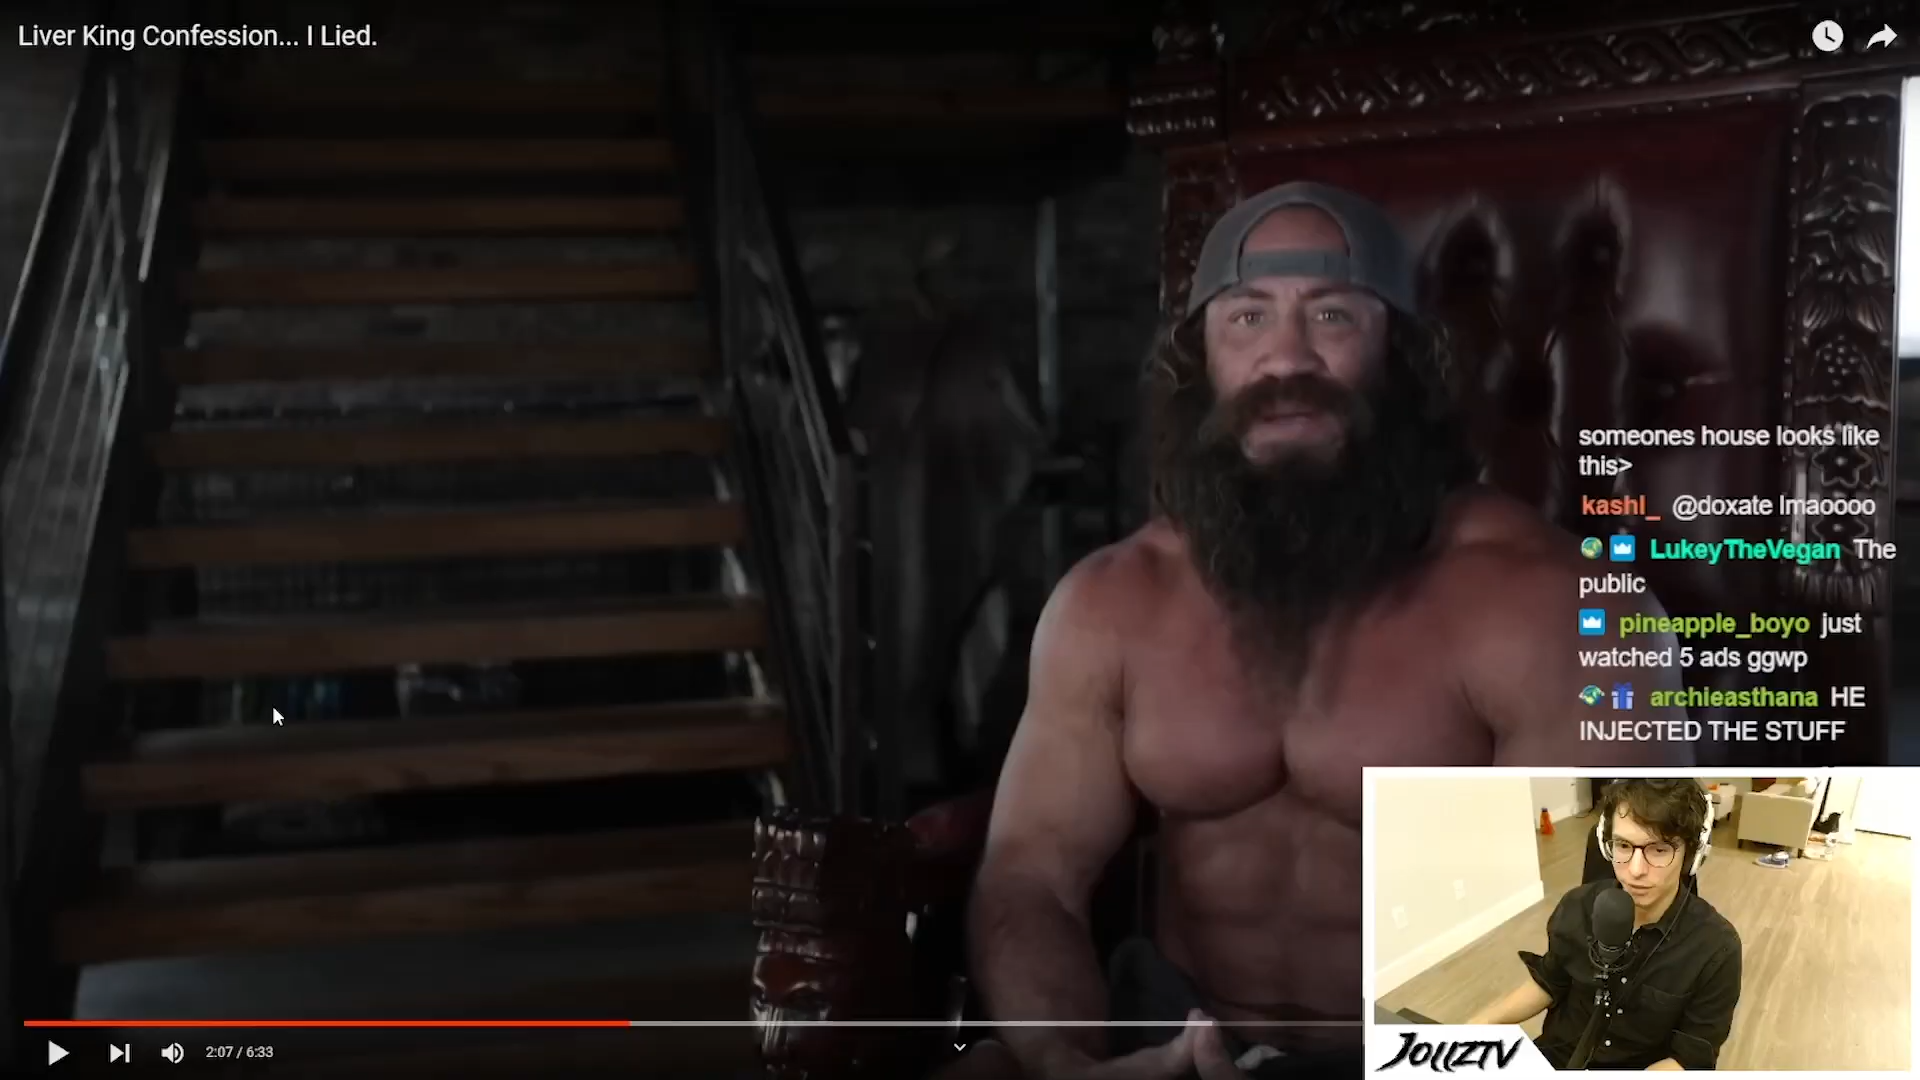 Liver King Confession... I Lied.
someones house looks like
this>
kashl_ @doxate lmaoooo
LukeyTheVegan The
public
pineapple_boyo just
watched 5 ads ggwp
archieasthana HE
INJECTED THE STUFF
JOLLZTV
2:07 / 6:33